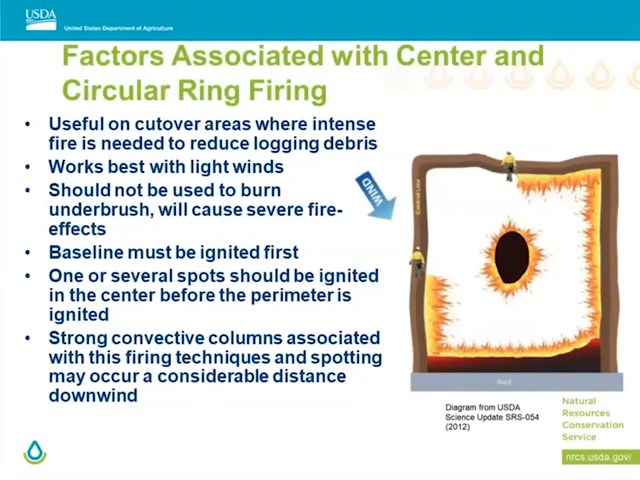 USDA
United States Department of Agriculture
Factors Associated with Center and
Circular Ring Firing
• Useful on cutover areas where intense
fire is needed to reduce logging debris
• Works best with light winds
• Should not be used to burn
underbrush, will cause severe fire-
effects
• Baseline must be ignited first
• One or several spots should be ignited
in the center before the perimeter is
ignited
• Strong convective columns associated
with this firing techniques and spotting
may occur a considerable distance
downwind
WIND
Control Line
Road
Diagram from USDA
Science Update SRS-054
(2012)
Natural
Resources
Conservation
Service
nrcs.usda.gov/